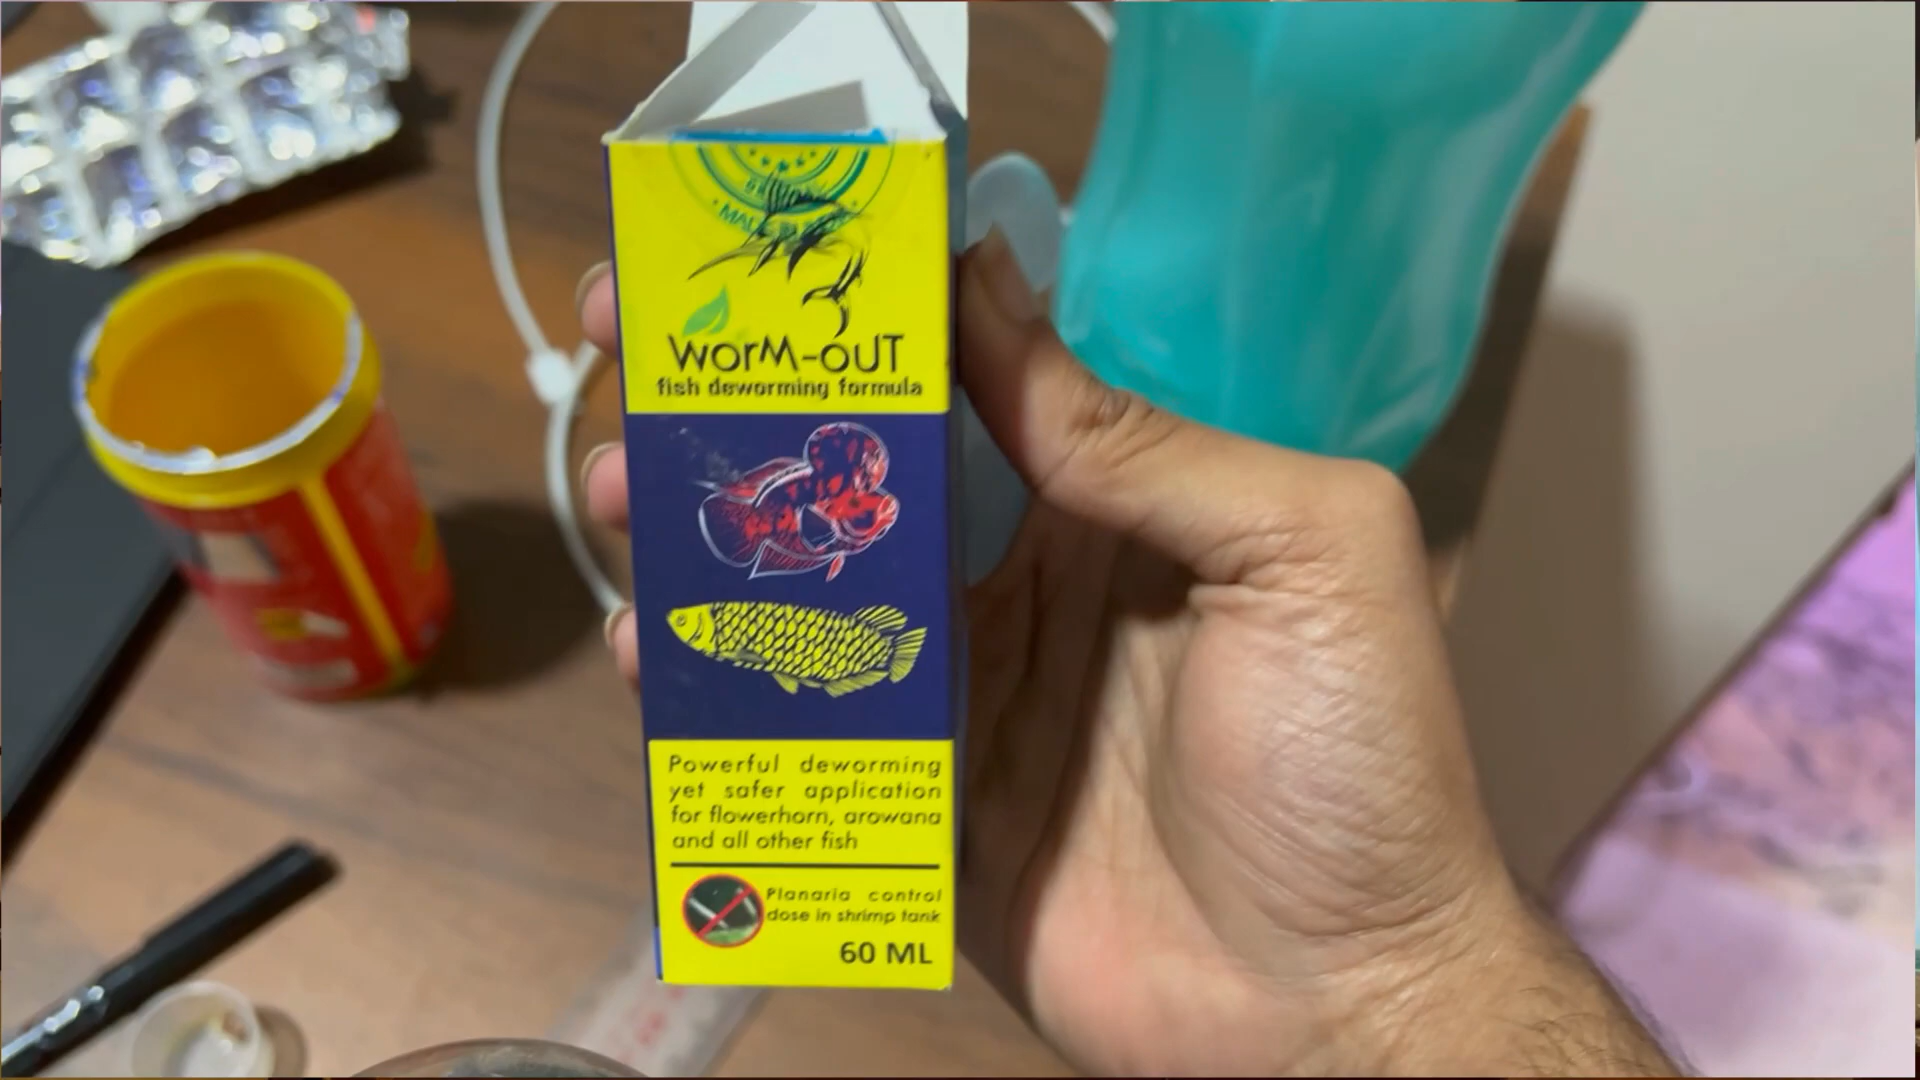 worM-ouT
fish deworming formula
Powerful deworming
yet safer application
for flowerhorn, arowana
and all other fish
Planaria control
dose in shrimp tank
60 ML